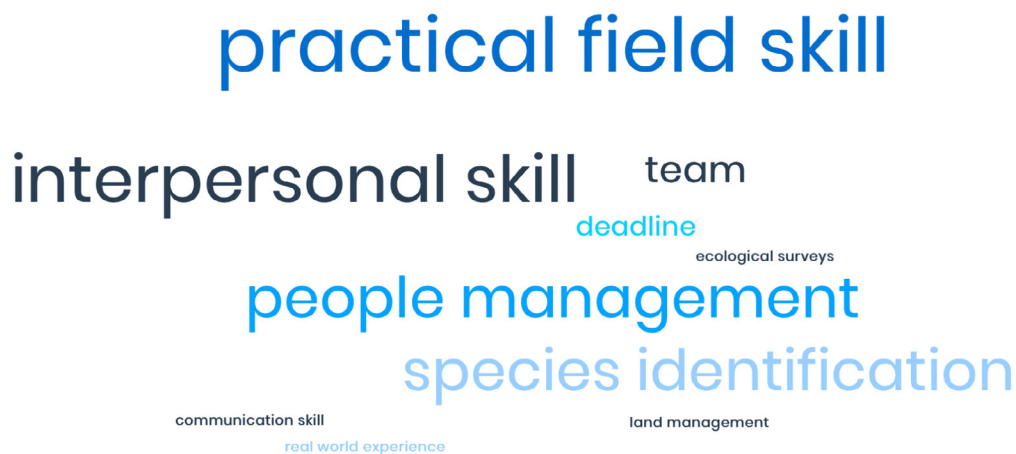 practical field skill
interpersonal skill
team
deadline
ecological surveys
people management
species identification
communication skill
land management
real world experience